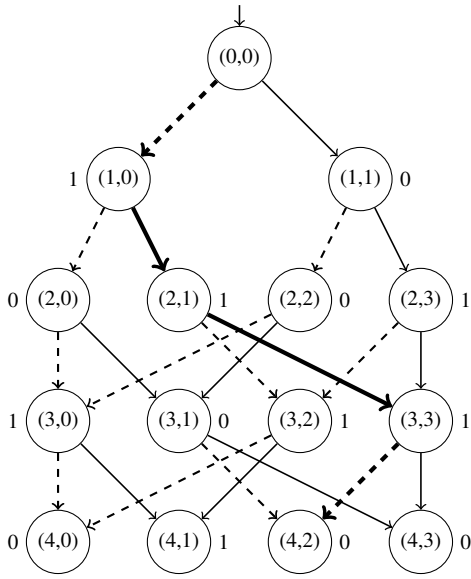 (0,0)
1 (1,0) (1,1) 0
0 (2,0) (2,1) 1 (2,2) 0 (2,3) 1
1 (3,0) (3,1) 0 (3,2) 1 (3,3) 1
0 (4,0) (4,1) 1 (4,2) 0 (4,3) 0